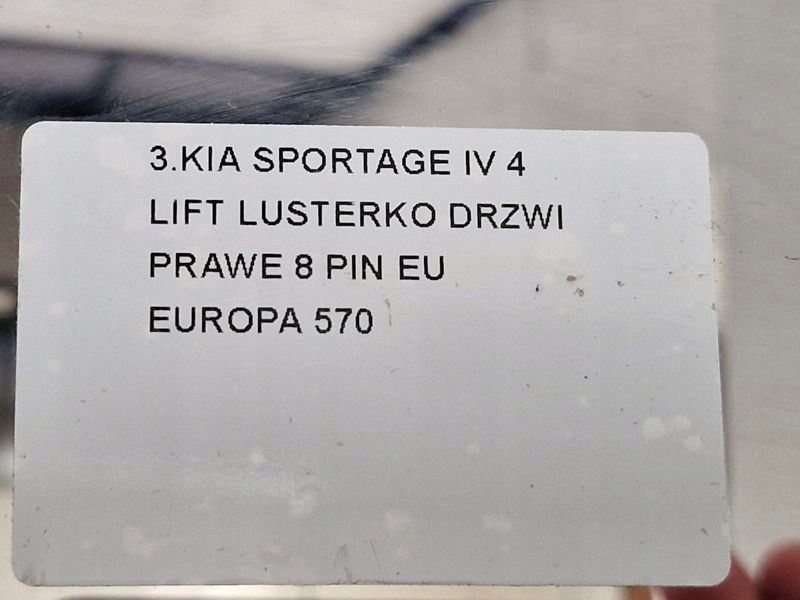 3.KIA SPORTAGE IV 4
LIFT LUSTERKO DRZWI
PRAWE 8 PIN EU
EUROPA 570